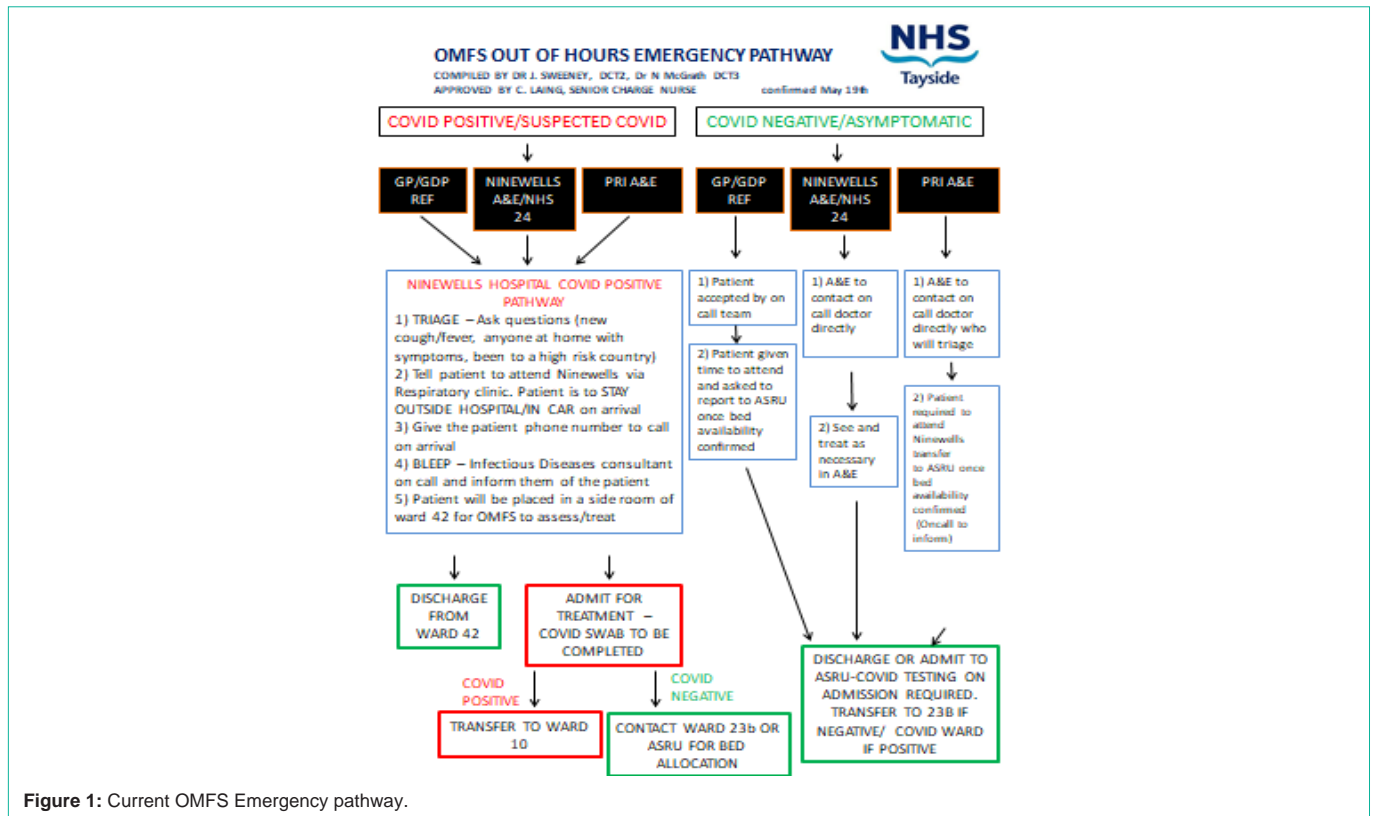 OMFS OUT OF HOURS EMERGENCY PATHWAY
COMPILED BY DR J. SWEENEY, DCT2, Dr N McGrath DCT3
APPROVED BY C. LAING, SENIOR CHARGE NURSE confirmed May 19th
NHS
Tayside
COVID POSITIVE/SUSPECTED COVID
COVID NEGATIVE/ASYMPTOMATIC
GP/GDP
REF
NINEWELLS
A&E/NHS
24
PRI A&E
GP/GDP
REF
NINEWELLS
A&E/NHS
24
PRI A&E
NINEWELLS HOSPITAL COVID POSITIVE
PATHWAY
1) TRIAGE – Ask questions (new
cough/fever, anyone at home with
symptoms, been to a high risk country)
2) Tell patient to attend Ninewells via
Respiratory clinic. Patient is to STAY
OUTSIDE HOSPITAL/IN CAR on arrival
3) Give the patient phone number to call
on arrival
4) BLEEP – Infectious Diseases consultant
on call and inform them of the patient
5) Patient will be placed in a side room of
ward 42 for OMFS to assess/treat
1) Patient
accepted by on
call team
2) Patient given
time to attend
and asked to
report to ASRU
once bed
availability
confirmed
1) A&E to
contact on
call doctor
directly
2) See and
treat as
necessary
in A&E
1) A&E to
contact on
call doctor
directly who
will triage
2) Patient
required to
attend
Ninewells
transfer
to ASRU once
bed
availability
confirmed
(Oncall to
inform)
DISCHARGE
FROM
WARD 42
ADMIT FOR
TREATMENT –
COVID SWAB TO BE
COMPLETED
COVID
POSITIVE
COVID
NEGATIVE
TRANSFER TO WARD
10
CONTACT WARD 23b OR
ASRU FOR BED
ALLOCATION
DISCHARGE OR ADMIT TO
ASRU-COVID TESTING ON
ADMISSION REQUIRED.
TRANSFER TO 23B IF
NEGATIVE/ COVID WARD
IF POSITIVE
Figure 1: Current OMFS Emergency pathway.